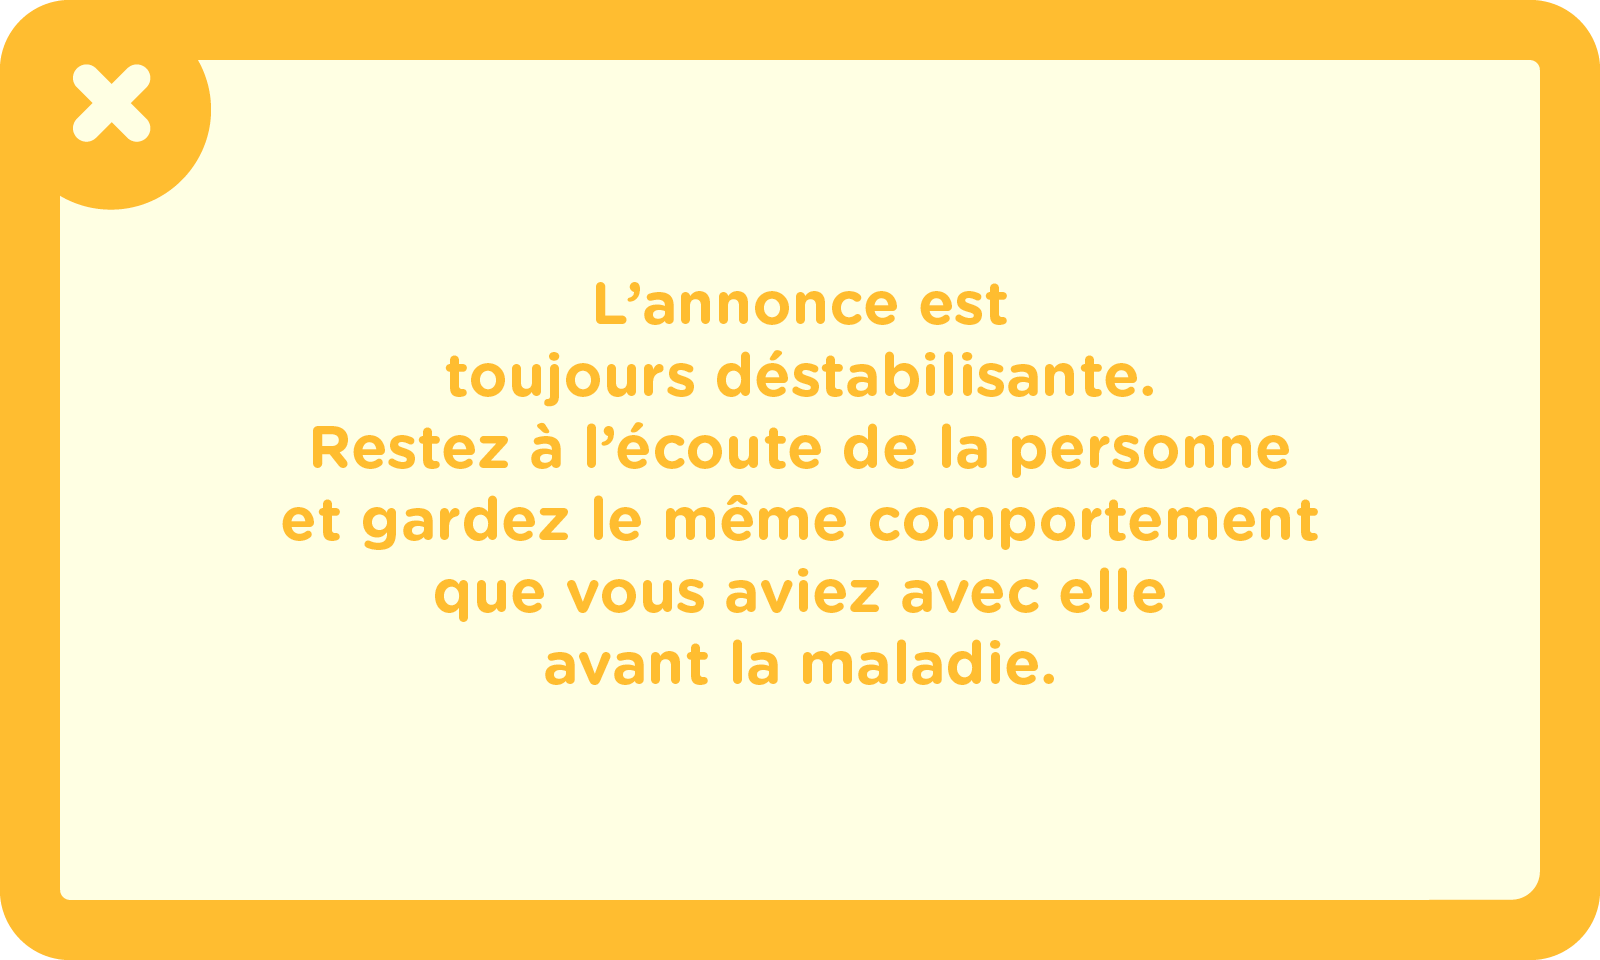 L’annonce est
toujours déstabilisante.
Restez à l’écoute de la personne
et gardez le même comportement
que vous aviez avec elle
avant la maladie.